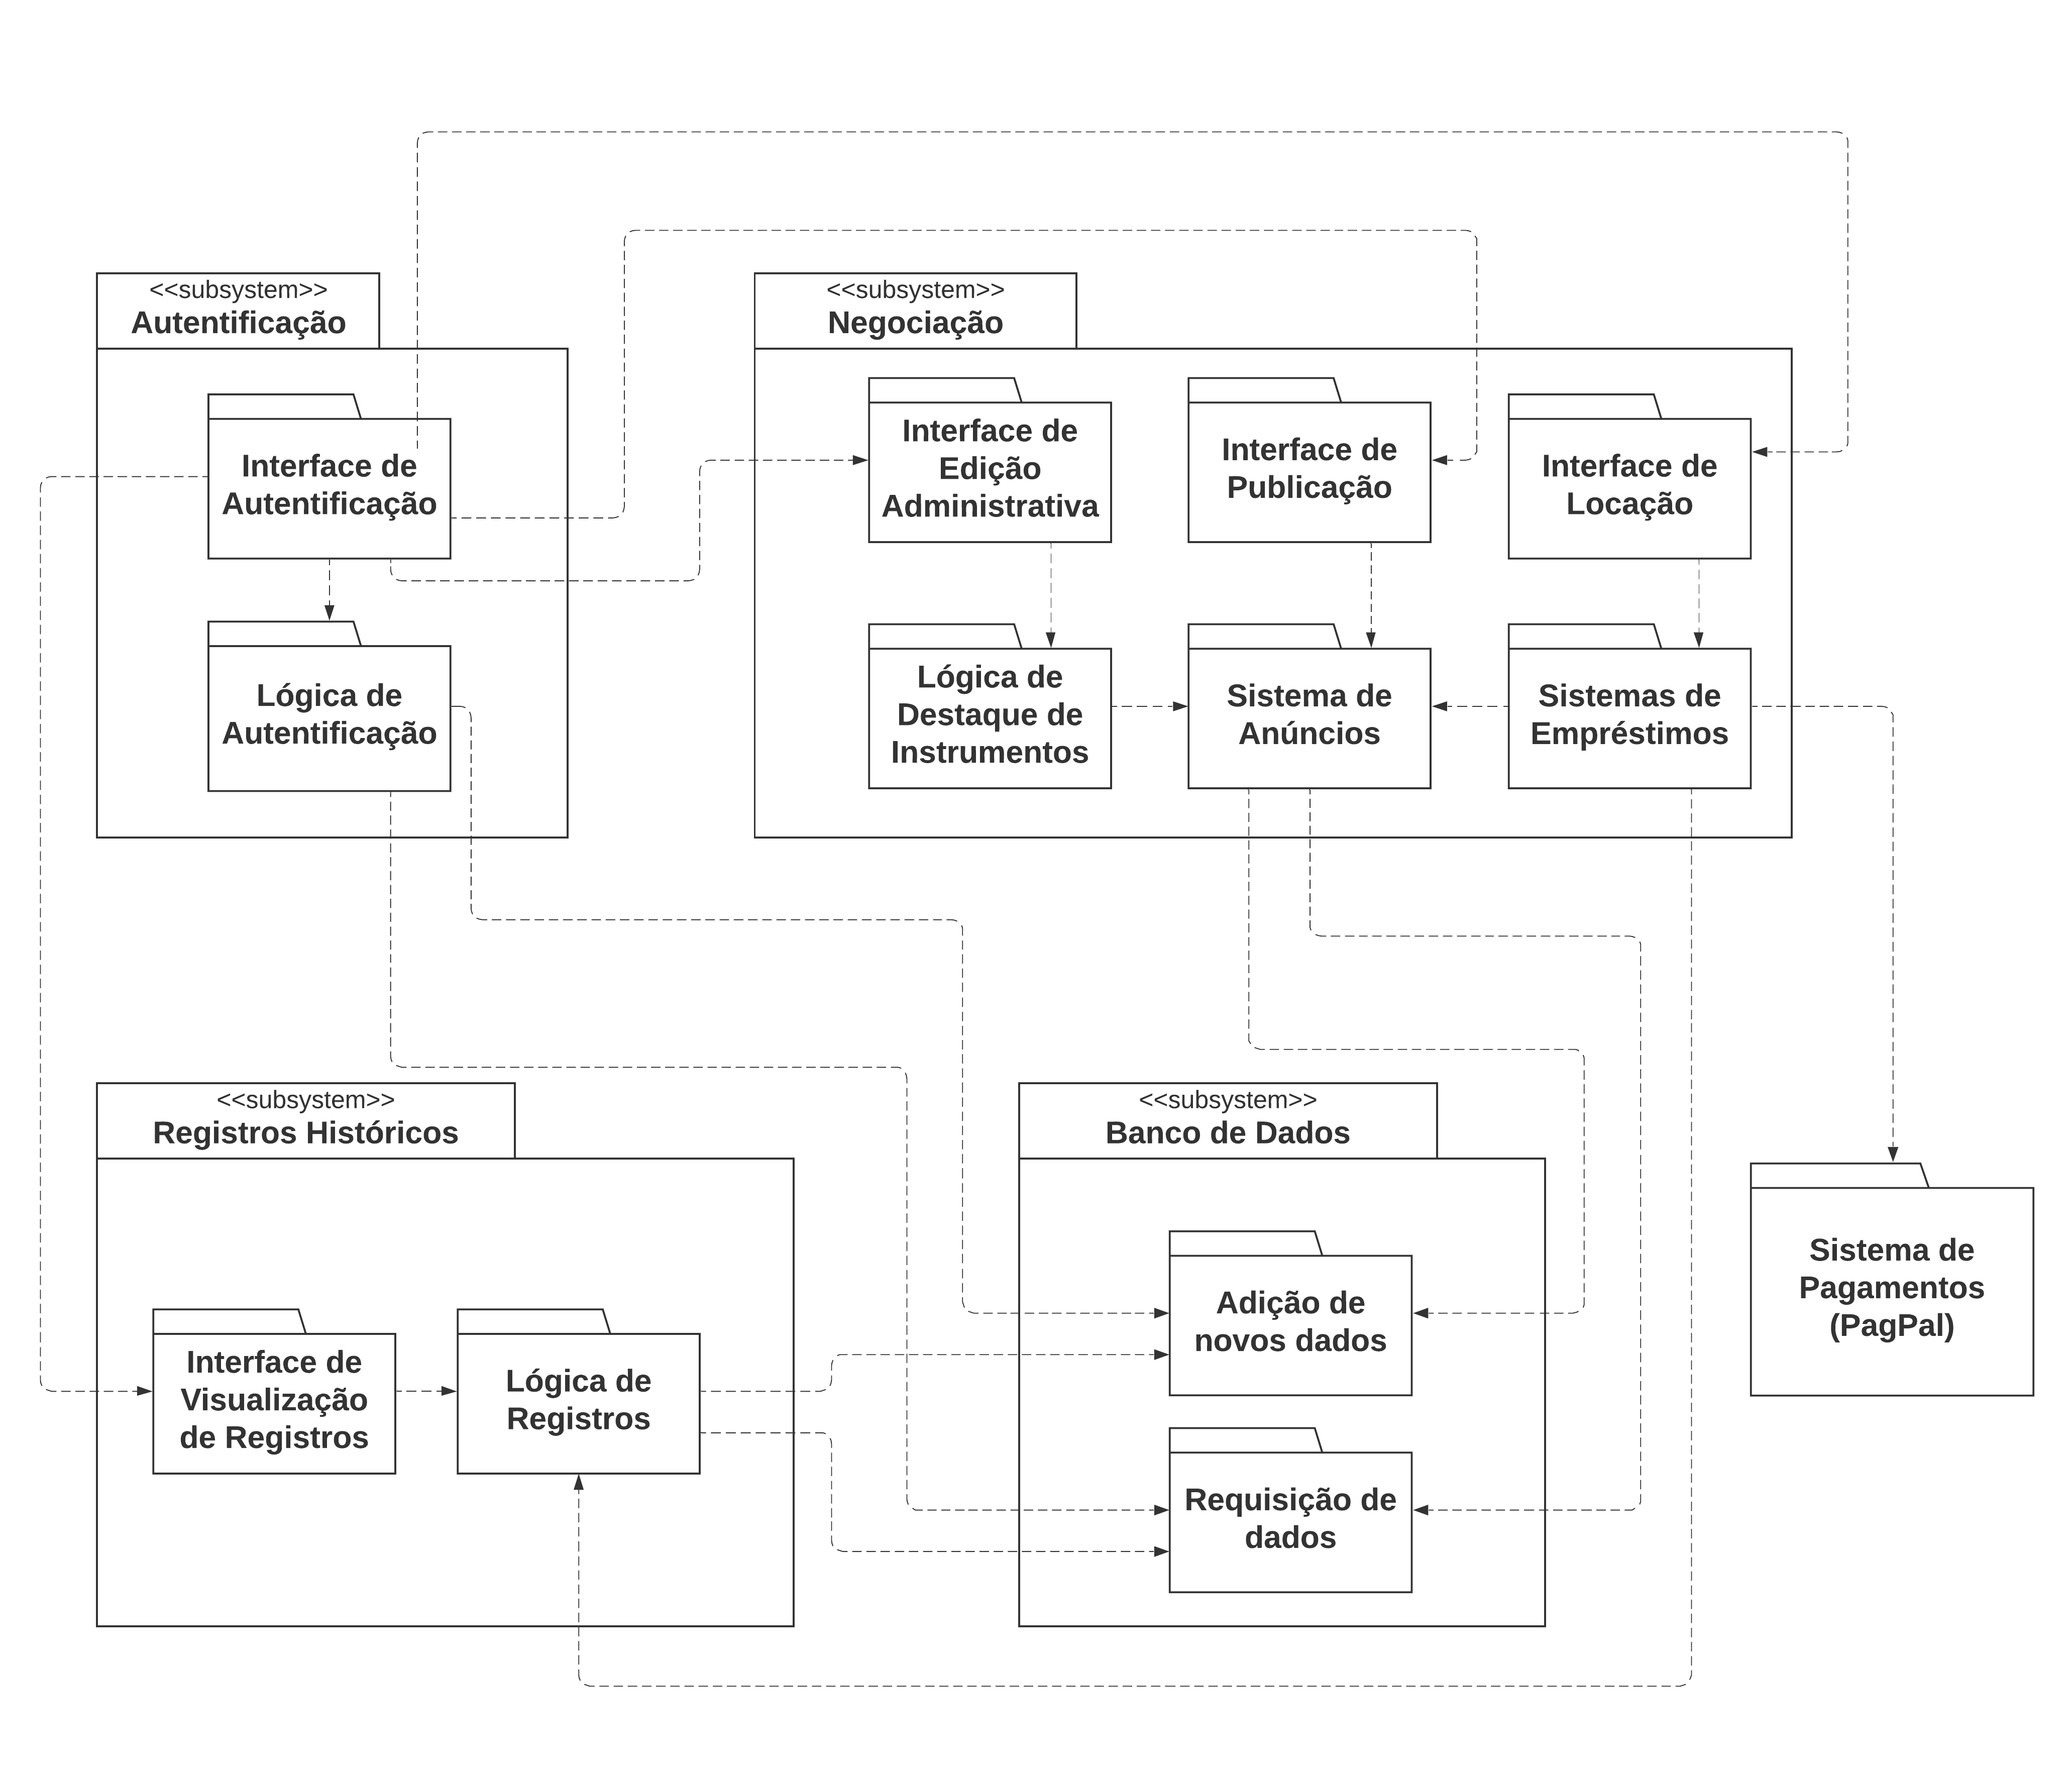 <<subsystem>>
Autentificação
Interface de
Autentificação
Lógica de
Autentificação
<<subsystem>>
Negociação
Interface de
Edição
Administrativa
Interface de
Publicação
Interface de
Locação
Lógica de
Destaque de
Instrumentos
Sistema de
Anúncios
Sistemas de
Empréstimos
<<subsystem>>
Registros Históricos
Interface de
Visualização
de Registros
Lógica de
Registros
<<subsystem>>
Banco de Dados
Adição de
novos dados
Requisição de
dados
Sistema de
Pagamentos
(PagPal)